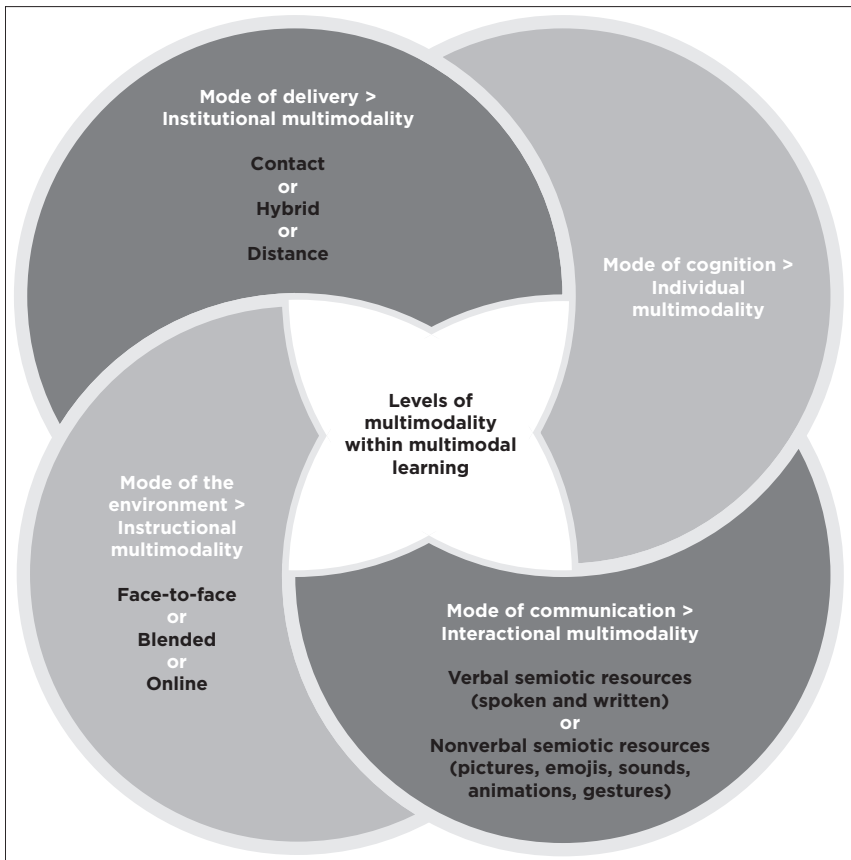 Mode of delivery >
Institutional multimodality
Contact
or
Hybrid
or
Distance
Mode of cognition >
Individual
multimodality
Levels of
multimodality
within multimodal
learning
Mode of the
environment >
Instructional
multimodality
Face-to-face
or
Blended
or
Online
Mode of communication >
Interactional multimodality
Verbal semiotic resources
(spoken and written)
or
Nonverbal semiotic resources
(pictures, emojis, sounds,
animations, gestures)